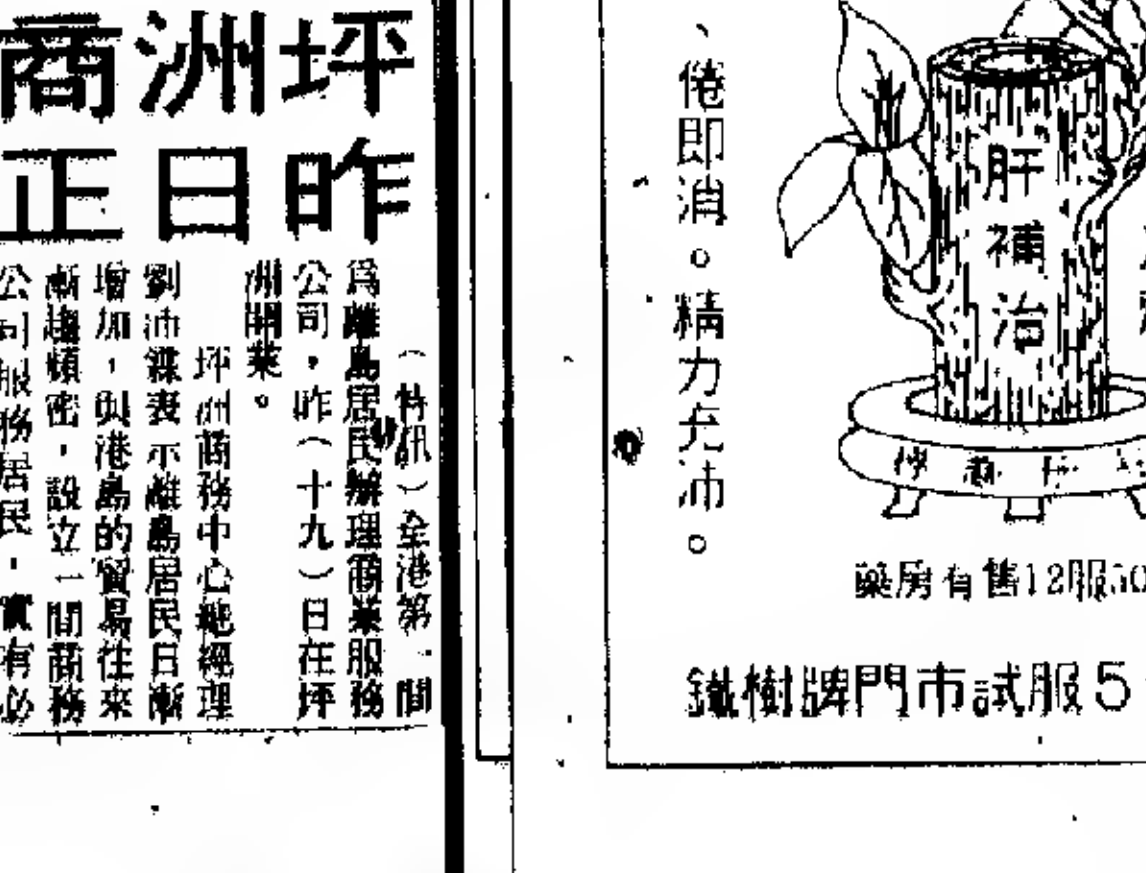 坪洲商
昨日正
（特訊）全港第一間
為離島居民辦理商業服務
公司，昨（十九）日在坪
洲開業。
坪洲商務中心總經理
劉沛鏶表示離島居民日漸
增加，與港島的貿易往來
漸趨頻密，設立一間商務
公司服務居民，實有必
、倦即消。精力充沛。
肝
補
治
藥房有售12服50
鐵樹牌門市試服5